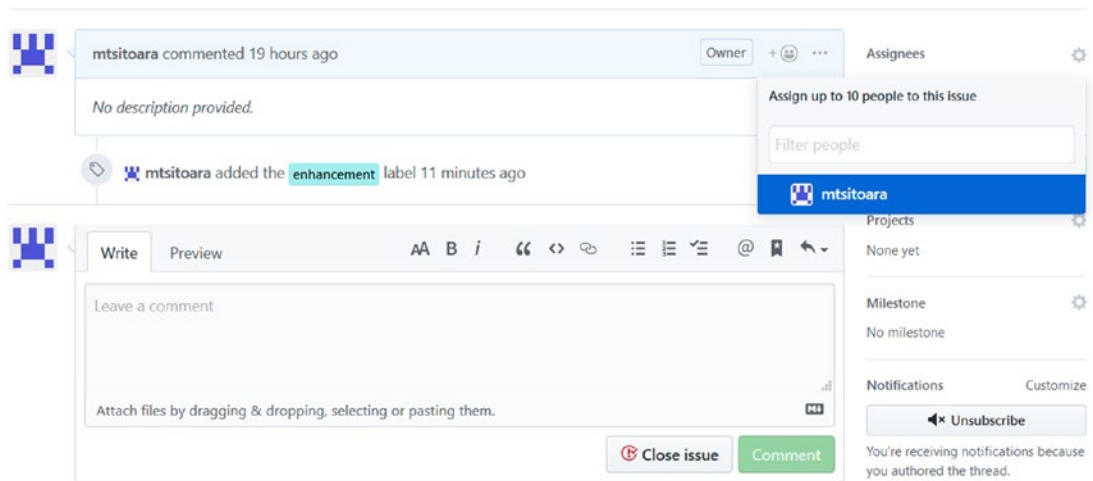 mtsitoara commented 19 hours ago
Owner
No description provided.
mtsitoara added the enhancement label 11 minutes ago
Write
Preview
AA B i
Leave a comment
Attach files by dragging & dropping, selecting or pasting them.
Close issue
Comment
Assignees
Assign up to 10 people to this issue
Filter people
mtsitoara
Projects
None yet
Milestone
No milestone
Notifications
Customize
Unsubscribe
You're receiving notifications because
you authored the thread.